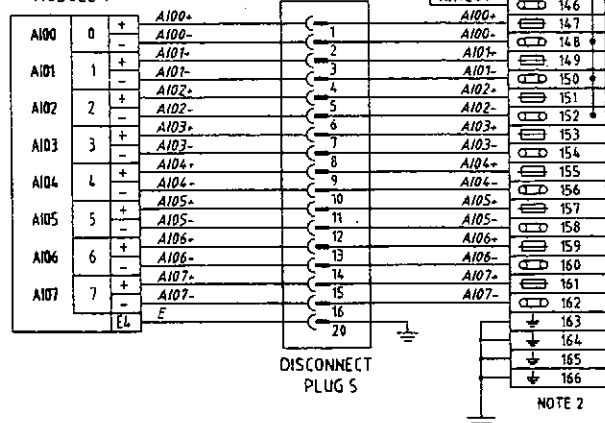 146
AI00+ AI00+ 147
AI00 0 + 1
AI00- AI00- 148
- 2
AI01+ AI01+ 149
AI01 1 + 3
AI01- AI01- 150
- 4
AI02+ AI02+ 151
AI02 2 + 5
AI02- AI02- 152
- 6
AI03+ AI03+ 153
AI03 3 + 7
AI03- AI03- 154
- 8
AI04+ AI04+ 155
AI04 4 + 9
AI04- AI04- 156
- 10
AI05+ AI05+ 157
AI05 5 + 11
AI05- AI05- 158
- 12
AI06+ AI06+ 159
AI06 6 + 13
AI06- AI06- 160
- 14
AI07+ AI07+ 161
AI07 7 + 15
AI07- AI07- 162
- 16
E4 E 20 163
164
165
166
DISCONNECT
PLUG 5
NOTE 2